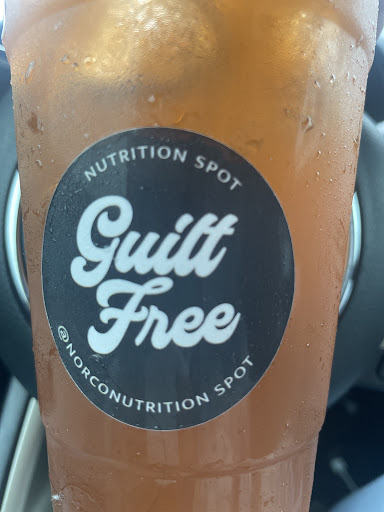 NUTRITION SPOT
Guilt
Free
@NORCONUTRITION SPOT